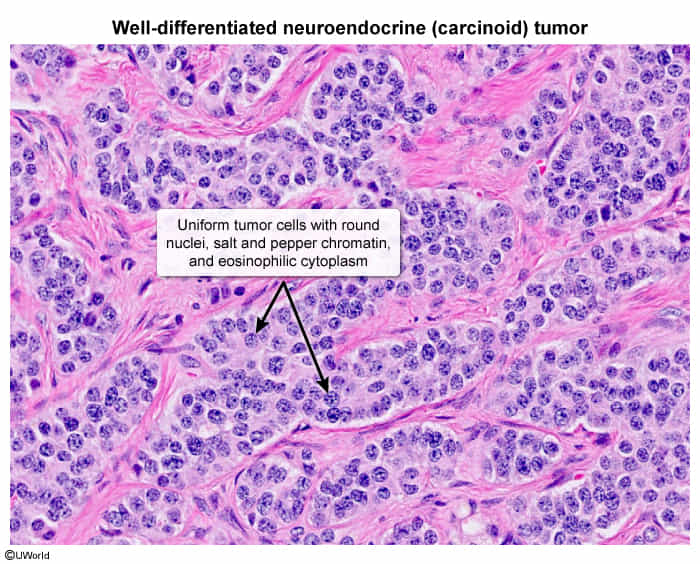 Well-differentiated neuroendocrine (carcinoid) tumor
Uniform tumor cells with round
nuclei, salt and pepper chromatin,
and eosinophilic cytoplasm
©UWorld